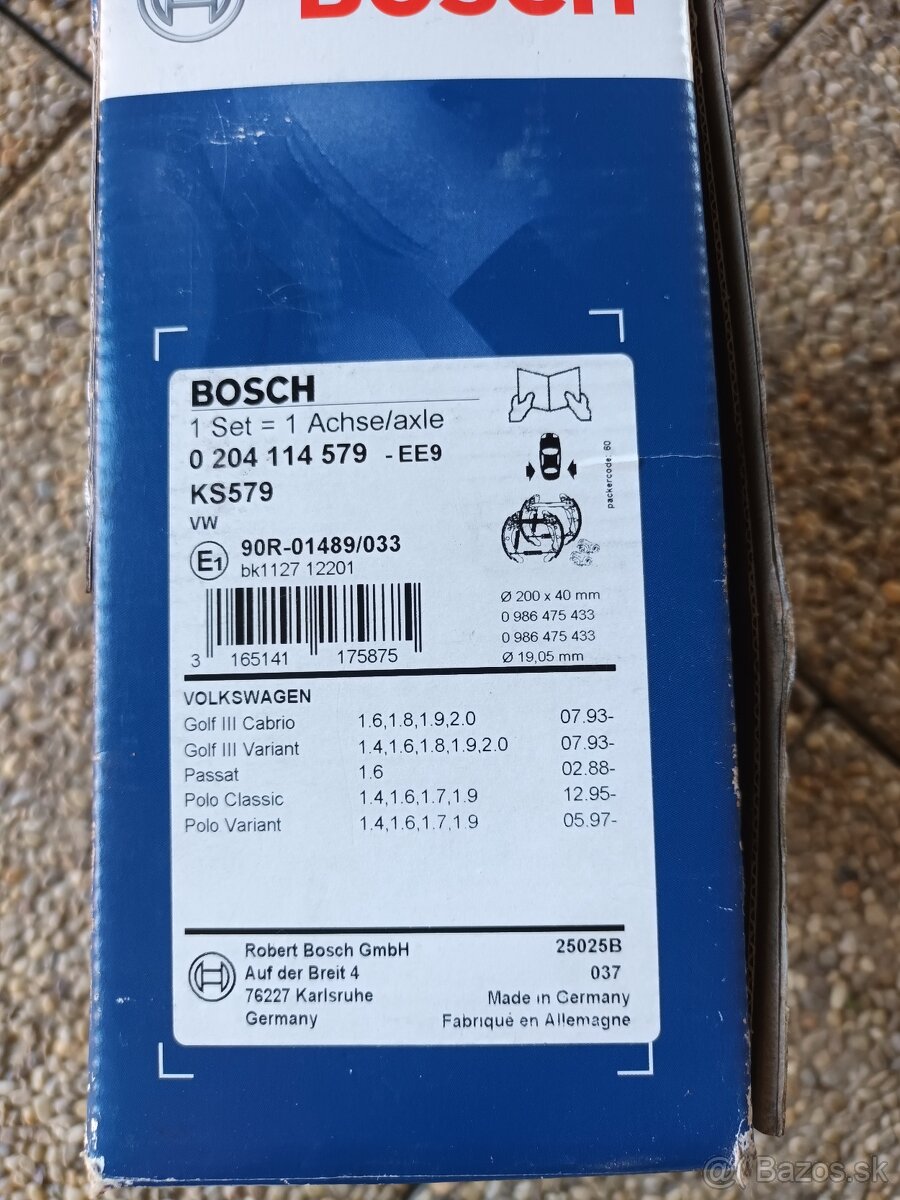 BOSCH
BOSCH
1 Set = 1 Achse/axle
0 204 114 579 - EE9
KS579
VW
E1 90R-01489/033
bk1127 12201
packercode: 60
Ø 200 x 40 mm
0 986 475 433
0 986 475 433
Ø 19,05 mm
3 165141 175875
VOLKSWAGEN
Golf III Cabrio 1.6,1.8,1.9,2.0 07.93-
Golf III Variant 1.4,1.6,1.8,1.9,2.0 07.93-
Passat 1.6 02.88-
Polo Classic 1.4,1.6,1.7,1.9 12.95-
Polo Variant 1.4,1.6,1.7,1.9 05.97-
Robert Bosch GmbH 25025B
Auf der Breit 4 037
76227 Karlsruhe Made in Germany
Germany Fabriqué en Allemagne
@ Bazos.sk